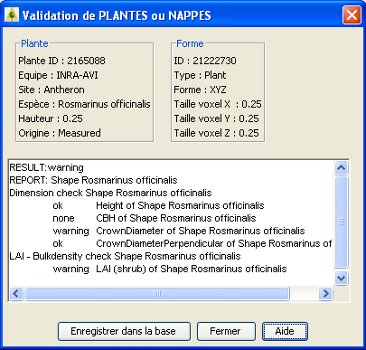 Validation de PLANTES ou NAPPES
Plante
Plante ID : 2165088
Equipe : INRA-AVI
Site : Antheron
Espèce : Rosmarinus officinalis
Hauteur : 0.25
Origine : Measured
Forme
ID : 21222730
Type : Plant
Forme : XYZ
Taille voxel X : 0.25
Taille voxel Y : 0.25
Taille voxel Z : 0.25
RESULT:warning
REPORT: Shape Rosmarinus officinalis
Dimension check Shape Rosmarinus officinalis
ok Height of Shape Rosmarinus officinalis
none CBH of Shape Rosmarinus officinalis
warning CrownDiameter of Shape Rosmarinus officinalis
ok CrownDiameterPerpendicular of Shape Rosmarinus of
LAI - Bulkdensity check Shape Rosmarinus officinalis
warning LAI (shrub) of Shape Rosmarinus officinalis
Enregistrer dans la base
Fermer
Aide